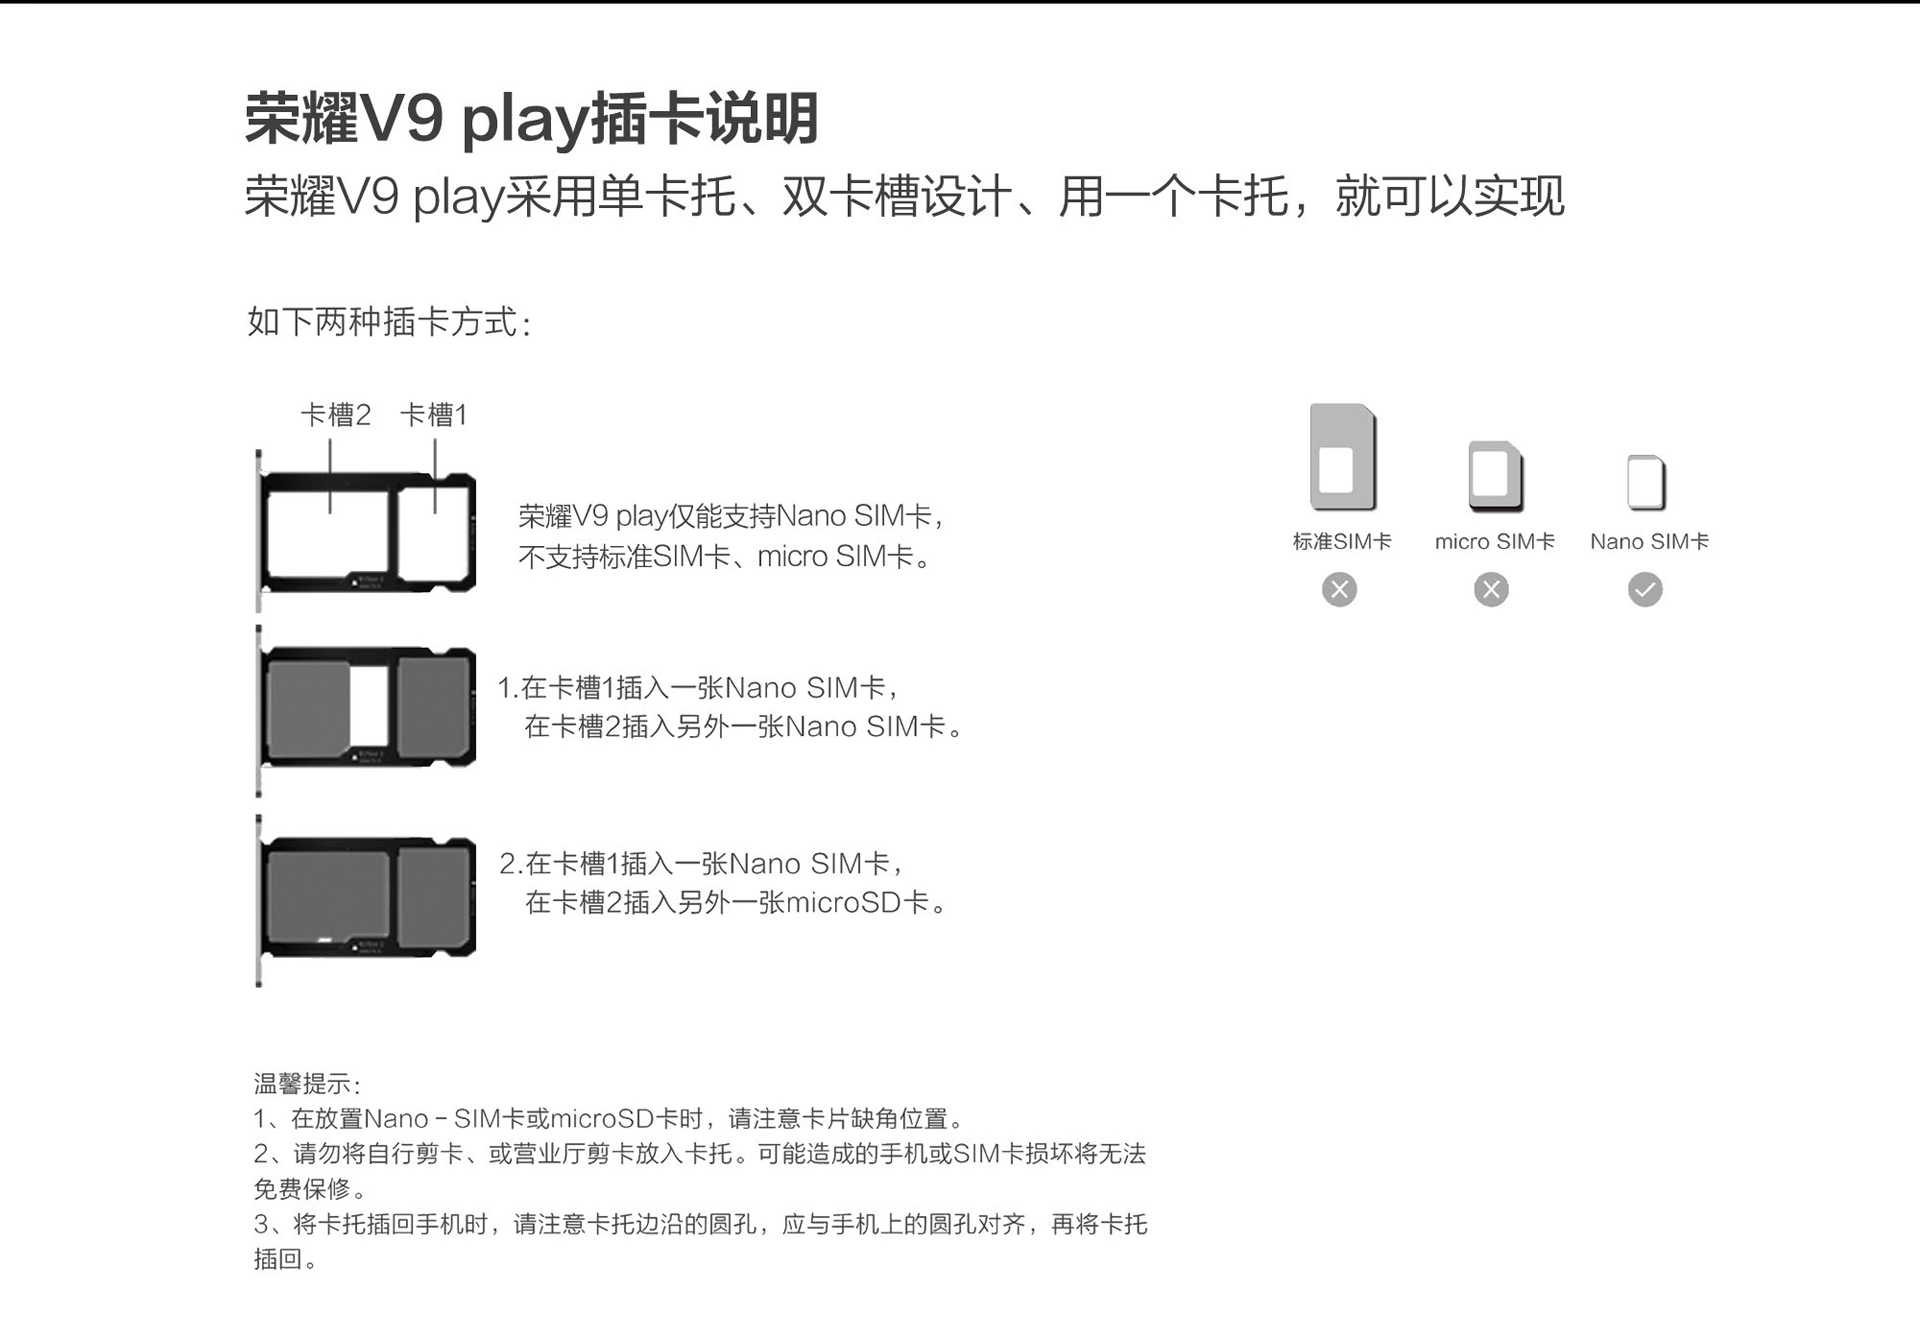 荣耀V9 play插卡说明
荣耀V9 play采用单卡托、双卡槽设计、用一个卡托，就可以实现
如下两种插卡方式：
卡槽2 卡槽1
荣耀V9 play仅能支持Nano SIM卡，
不支持标准SIM卡、micro SIM卡。
标准SIM卡 micro SIM卡 Nano SIM卡
1.在卡槽1插入一张Nano SIM卡，
在卡槽2插入另外一张Nano SIM卡。
2.在卡槽1插入一张Nano SIM卡，
在卡槽2插入另外一张microSD卡。
温馨提示：
1、在放置Nano－SIM卡或microSD卡时，请注意卡片缺角位置。
2、请勿将自行剪卡、或营业厅剪卡放入卡托。可能造成的手机或SIM卡损坏将无法
免费保修。
3、将卡托插回手机时，请注意卡托边沿的圆孔，应与手机上的圆孔对齐，再将卡托
插回。